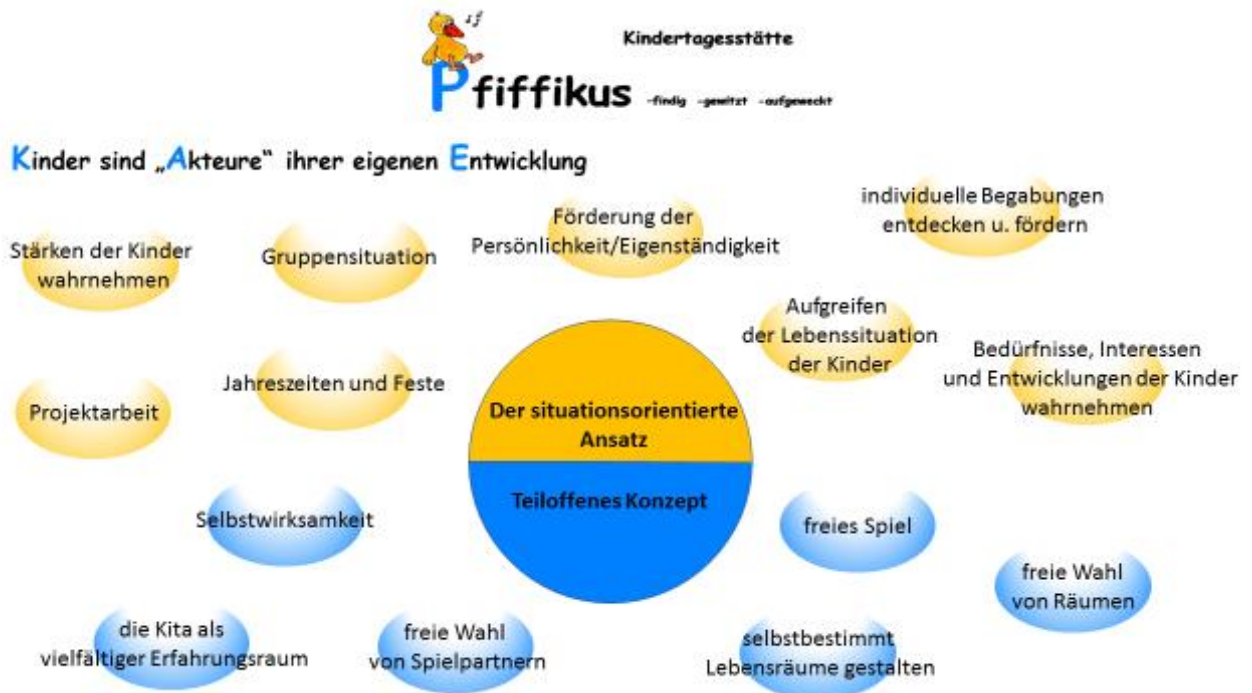 Kindertagesstätte
Pfiffikus -findig -gewitzt -aufgeweckt
Kinder sind „Akteure“ ihrer eigenen Entwicklung
Stärken der Kinder
wahrnehmen
Gruppensituation
Förderung der
Persönlichkeit/Eigenständigkeit
individuelle Begabungen
entdecken u. fördern
Projektarbeit
Jahreszeiten und Feste
Aufgreifen
der Lebenssituation
der Kinder
Bedürfnisse, Interessen
und Entwicklungen der Kinder
wahrnehmen
Der situationsorientierte
Ansatz
Teiloffenes Konzept
Selbstwirksamkeit
freies Spiel
freie Wahl
von Räumen
die Kita als
vielfältiger Erfahrungsraum
freie Wahl
von Spielpartnern
selbstbestimmt
Lebensräume gestalten